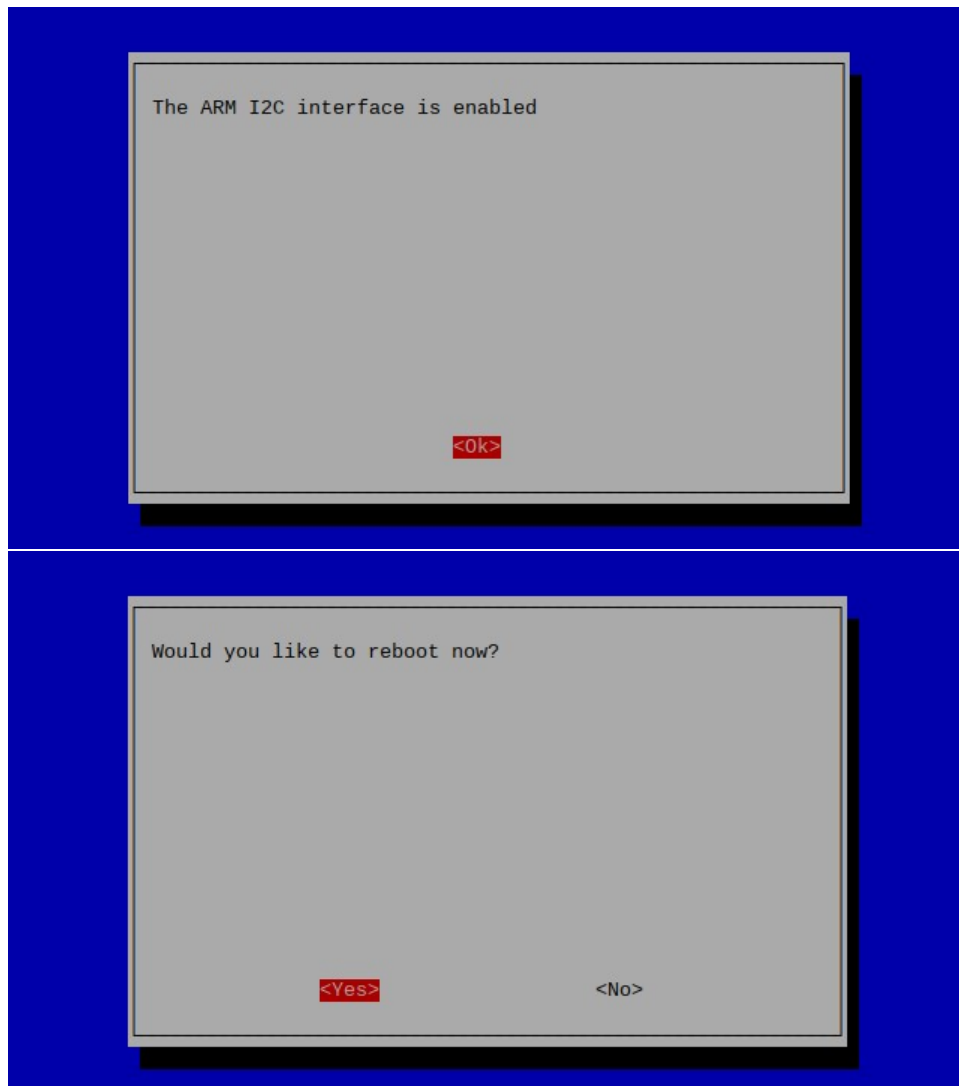 The ARM I2C interface is enabled
<Ok>
Would you like to reboot now?
<Yes> <No>